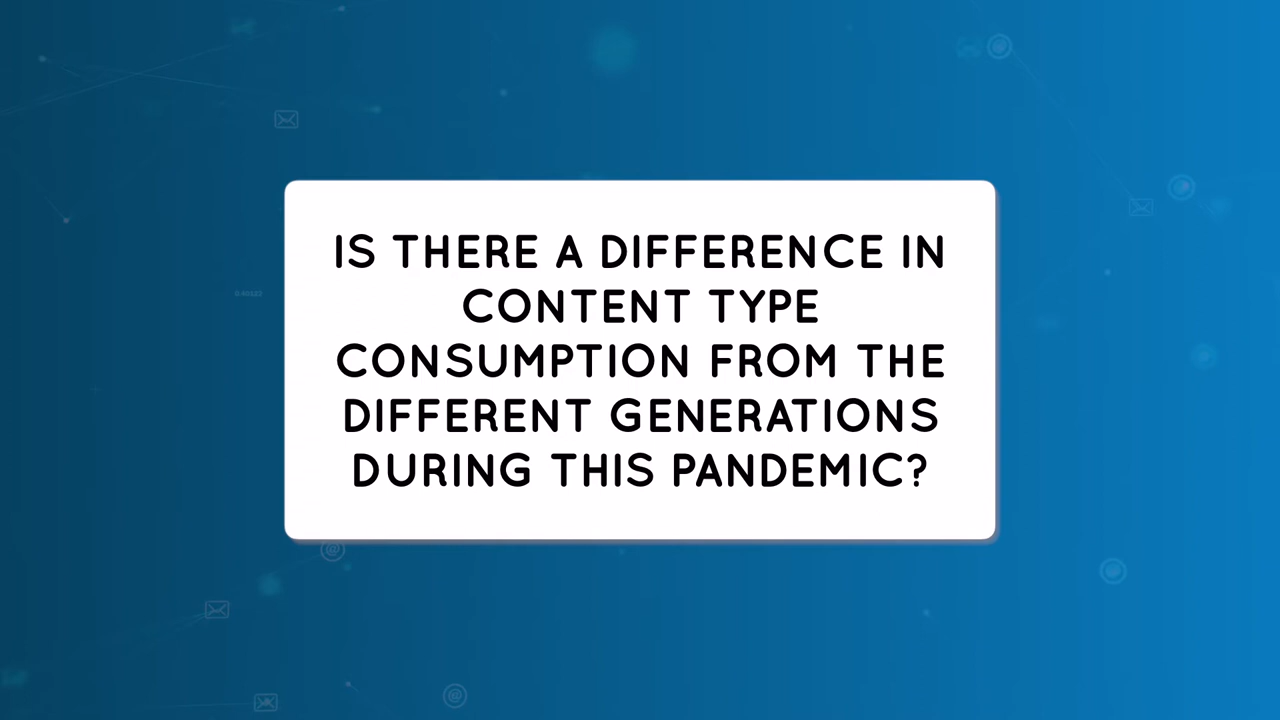 IS THERE A DIFFERENCE IN
CONTENT TYPE
CONSUMPTION FROM THE
DIFFERENT GENERATIONS
DURING THIS PANDEMIC?